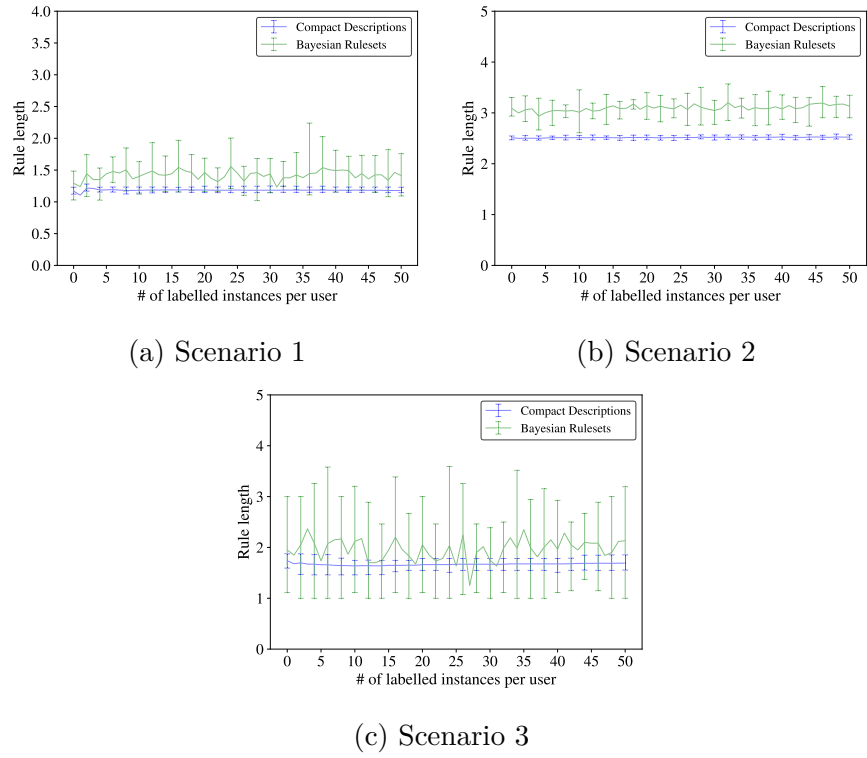 4.0
3.5
3.0
2.5
2.0
1.5
1.0
0.5
0.0
Rule length
Compact Descriptions
Bayesian Rulesets
0 5 10 15 20 25 30 35 40 45 50
# of labelled instances per user
(a) Scenario 1
5
4
3
2
1
0
Rule length
Compact Descriptions
Bayesian Rulesets
0 5 10 15 20 25 30 35 40 45 50
# of labelled instances per user
(b) Scenario 2
5
4
3
2
1
0
Rule length
Compact Descriptions
Bayesian Rulesets
0 5 10 15 20 25 30 35 40 45 50
# of labelled instances per user
(c) Scenario 3